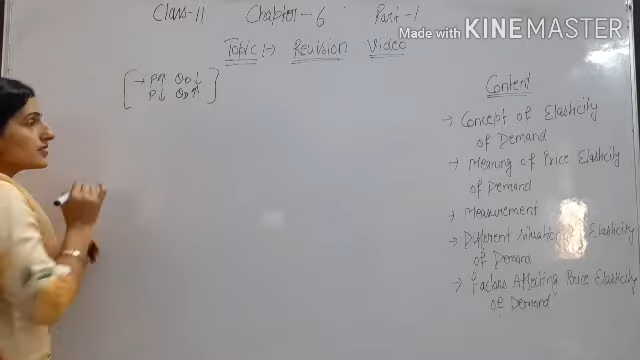 Class-11 Chapter-6 Part-1
Made with KINEMASTER
Topic:→ Revision Video
[→ P↑ QD↓
P↓ QD↑]
Content
→ Concept of Elasticity
of Demand
→ Meaning of Price Elasticity
of Demand
→ Measurement
→ Different Situation Elasticity
of Demand
→ Factors Affecting Price Elasticity
of Demand